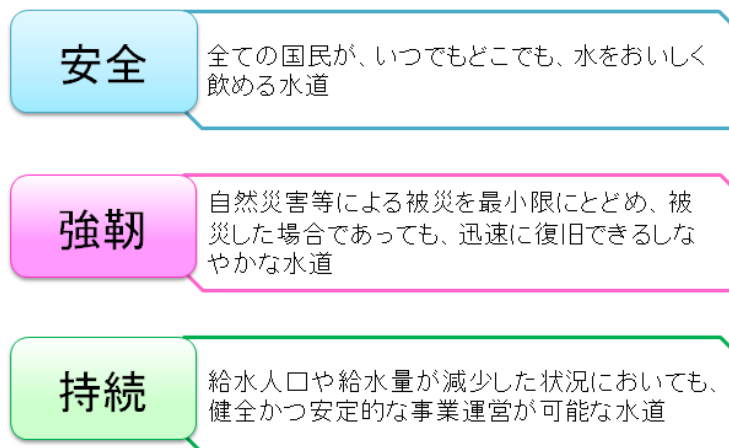 安全
全ての国民が、いつでもどこでも、水をおいしく
飲める水道
強靭
自然災害等による被災を最小限にとどめ、被
災した場合であっても、迅速に復旧できるしな
やかな水道
持続
給水人口や給水量が減少した状況においても、
健全かつ安定的な事業運営が可能な水道